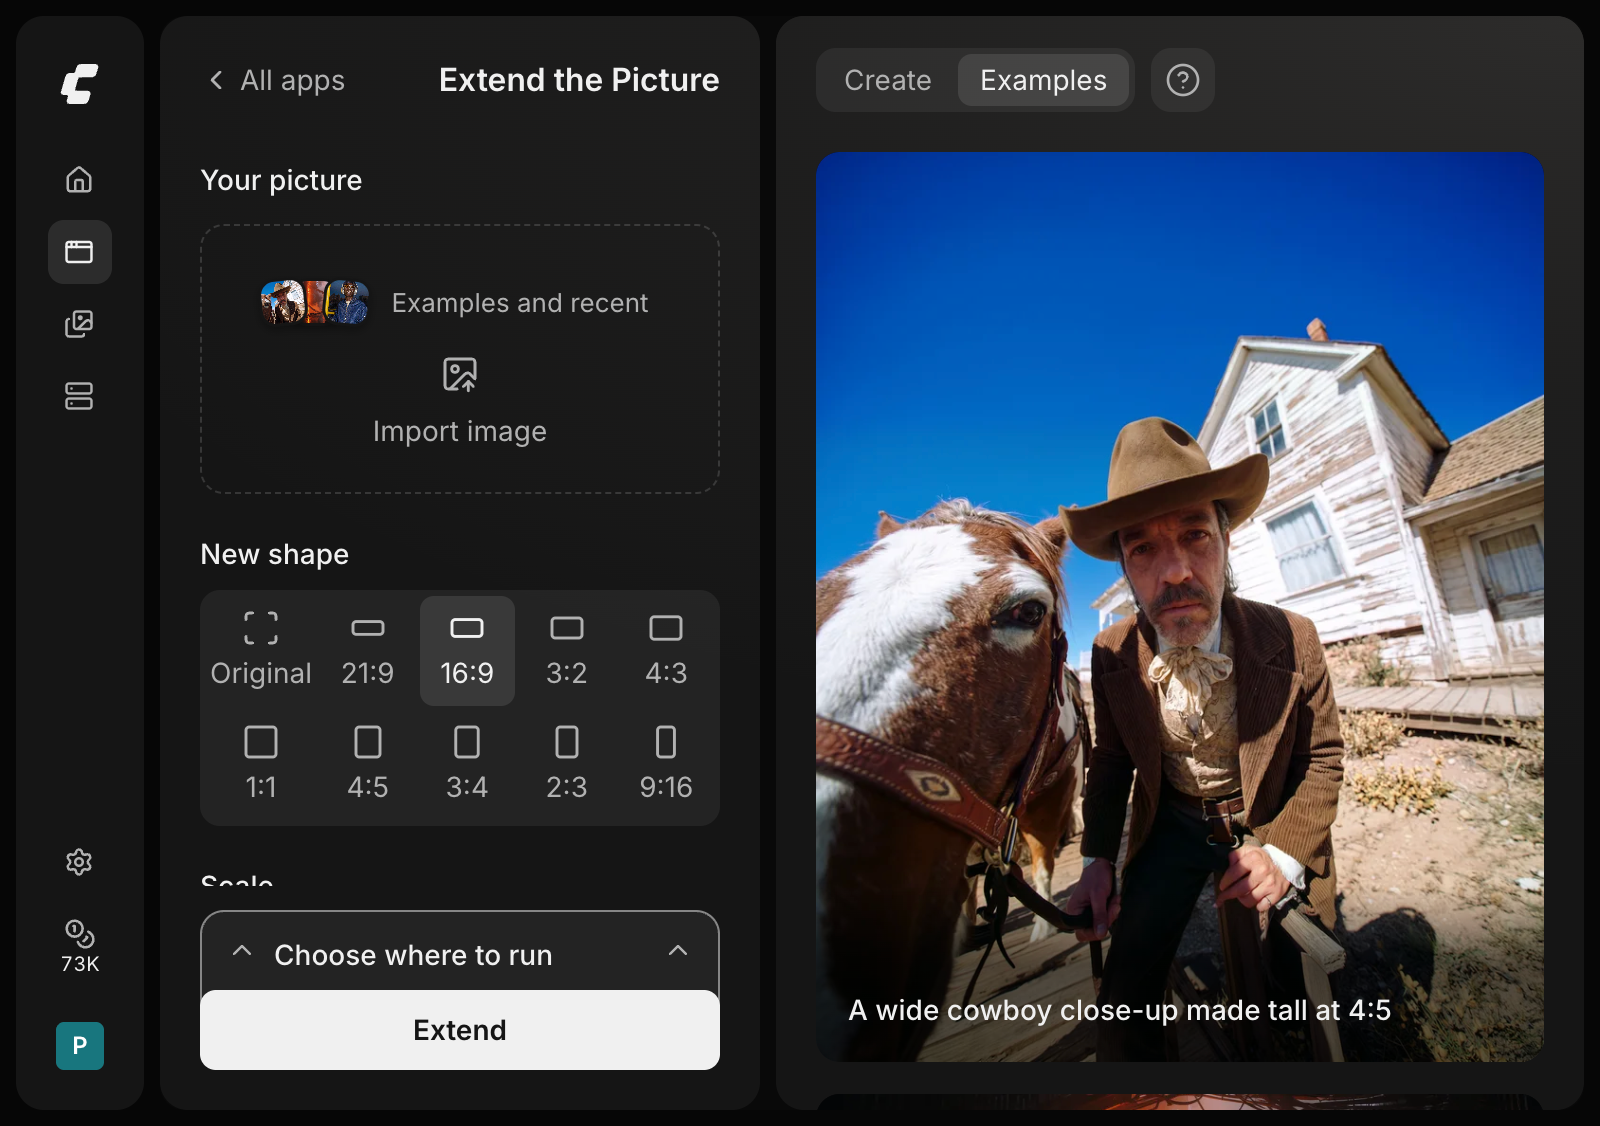 All apps
Extend the Picture
Your picture
Examples and recent
Import image
New shape
Original
21:9
16:9
3:2
4:3
1:1
4:5
3:4
2:3
9:16
Scale
Choose where to run
Extend
73K
P
Create
Examples
A wide cowboy close-up made tall at 4:5